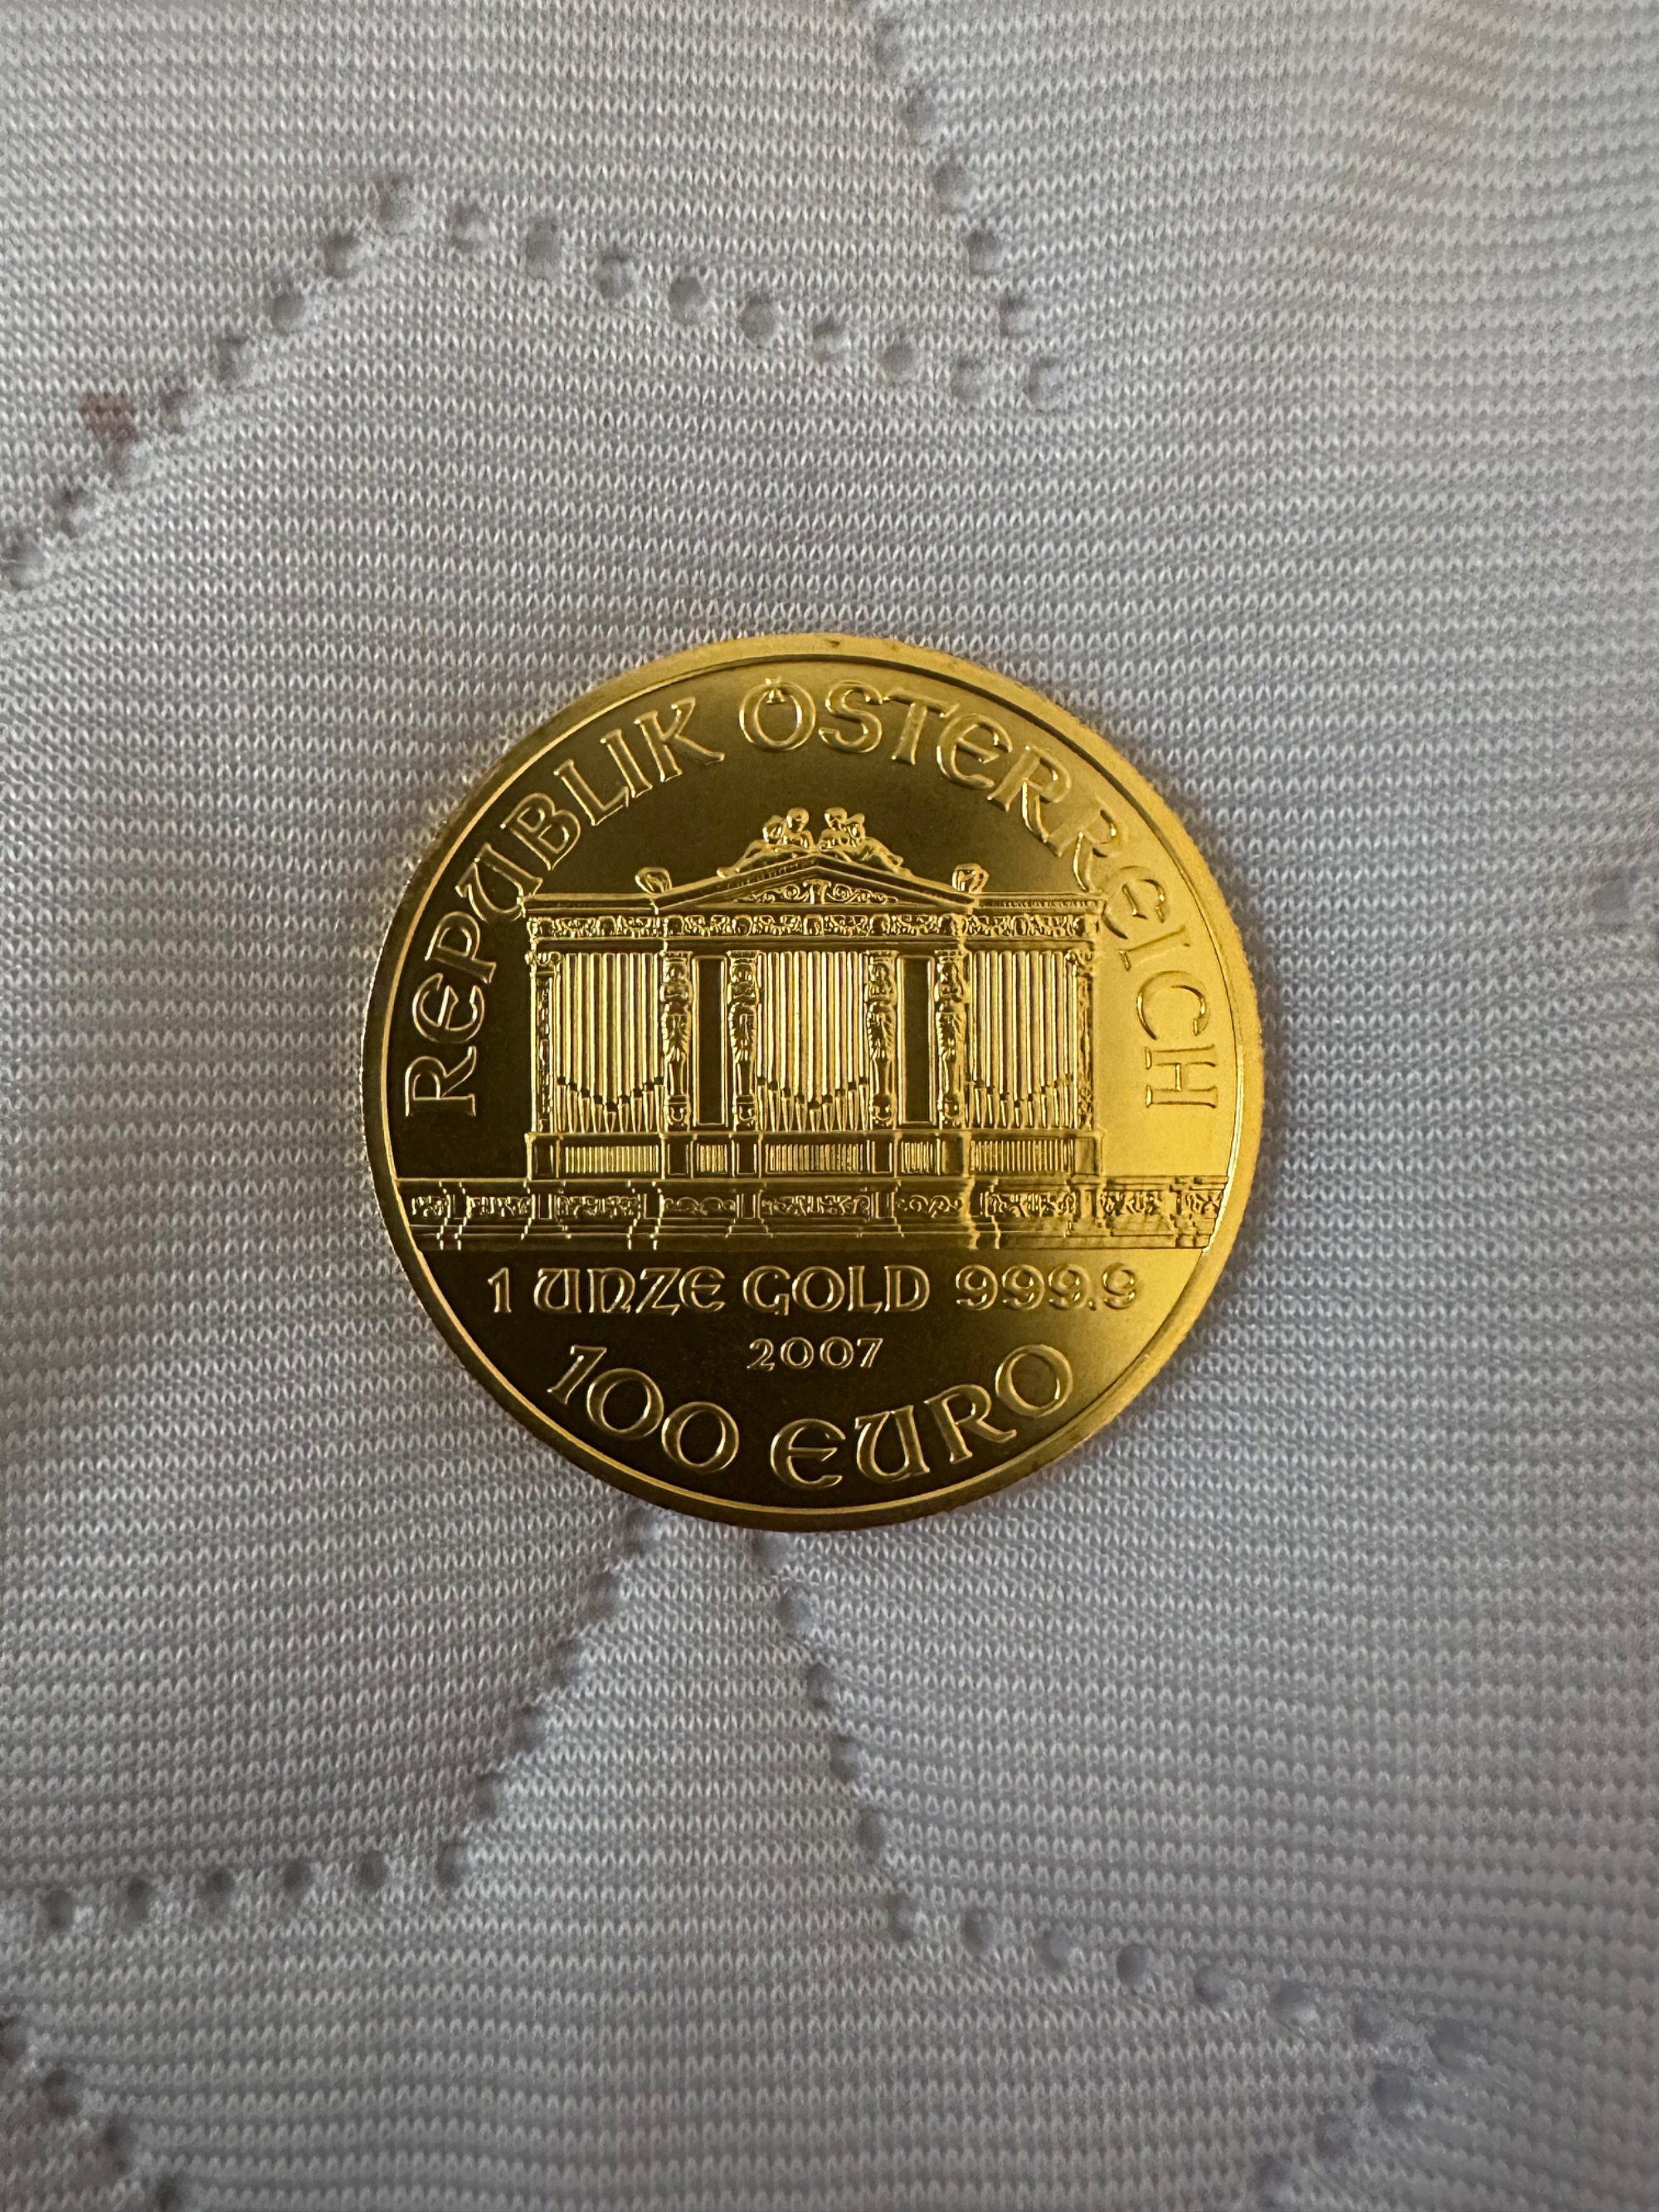 REPUBLIK ÖSTERREICH
1 UNZE GOLD 999.9
2007
100 EURO